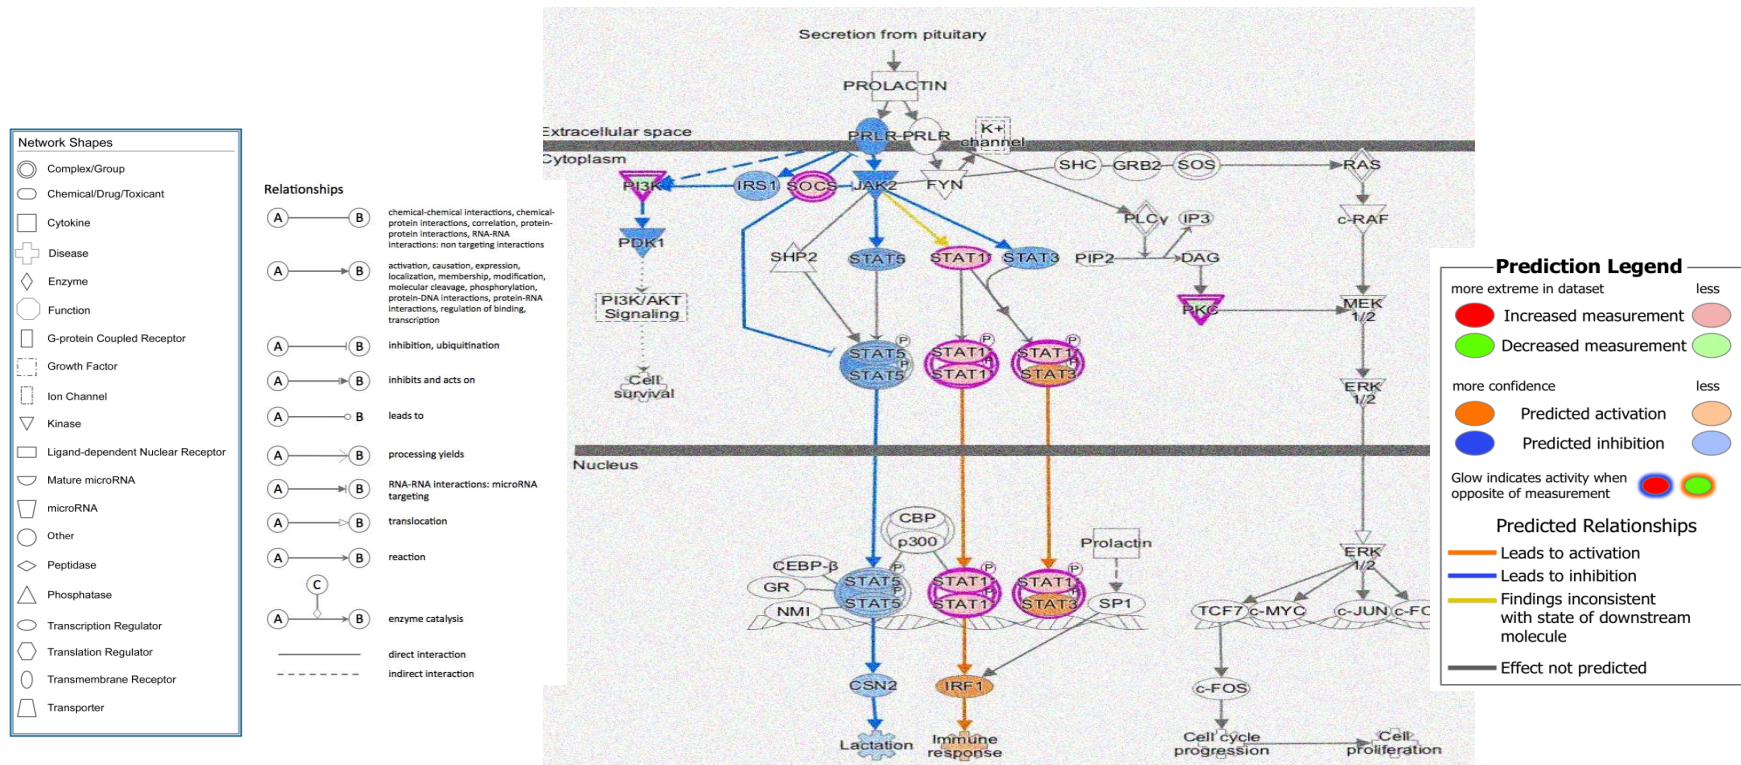 Network Shapes
Complex/Group
Chemical/Drug/Toxicant
Cytokine
Disease
Enzyme
Function
G-protein Coupled Receptor
Growth Factor
Ion Channel
Kinase
Ligand-dependent Nuclear Receptor
Mature microRNA
microRNA
Other
Peptidase
Phosphatase
Transcription Regulator
Translation Regulator
Transmembrane Receptor
Transporter
Relationships
A B chemical-chemical interactions, chemical-
protein interactions, correlation, protein-
protein interactions, RNA-RNA
interactions: non targeting interactions
A B activation, causation, expression,
localization, membership, modification,
molecular cleavage, phosphorylation,
protein-DNA interactions, protein-RNA
interactions, regulation of binding,
transcription
A B inhibition, ubiquitination
A B inhibits and acts on
A B leads to
A B processing yields
A B RNA-RNA interactions: microRNA
targeting
A B translocation
A B reaction
C
A B enzyme catalysis
direct interaction
indirect interaction
Secretion from pituitary
PROLACTIN
Extracellular space
PRLR PRLR
K+
channel
Cytoplasm
PI3K IRS1 SOCS JAK2 FYN SHC GRB2 SOS RAS
PDK1 SHP2 STAT5 STAT1 STAT3 PLCγ IP3 c-RAF
PIP2 DAG
PI3K/AKT
Signaling
PKC MEK
1/2
STAT5 P STAT1 P STAT1 P
STAT5 P STAT1 STAT3 P
Cell
survival
ERK
1/2
Nucleus
CBP
p300
Prolactin
ERK
1/2
CEBP-β
GR
NMI
STAT5 P STAT1 P STAT1 P
STAT5 P STAT1 STAT3 P
SP1
TCF7 c-MYC c-JUN c-FO
CSN2 IRF1 c-FOS
Lactation
Immune
response
Cell cycle
progression
Cell
proliferation
Prediction Legend
more extreme in dataset less
Increased measurement
Decreased measurement
more confidence less
Predicted activation
Predicted inhibition
Glow indicates activity when
opposite of measurement
Predicted Relationships
Leads to activation
Leads to inhibition
Findings inconsistent
with state of downstream
molecule
Effect not predicted